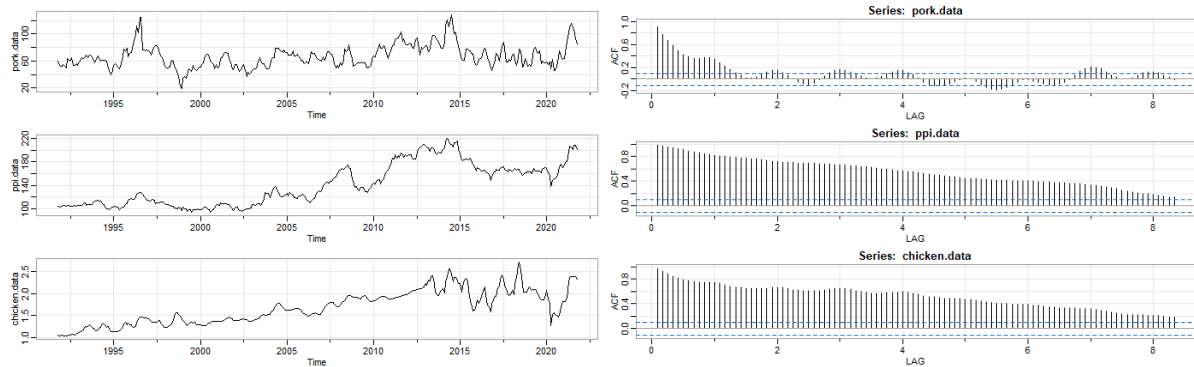 Series: pork.data
pork.data
20 60 100
1995 2000 2005 2010 2015 2020
Time
ACF
-0.2 0.2 0.6 1.0
0 2 4 6 8
LAG
Series: ppi.data
ppi.data
100 140 180 220
1995 2000 2005 2010 2015 2020
Time
ACF
0.0 0.4 0.8
0 2 4 6 8
LAG
Series: chicken.data
chicken.data
1.0 1.5 2.0 2.5
1995 2000 2005 2010 2015 2020
Time
ACF
0.0 0.4 0.8
0 2 4 6 8
LAG